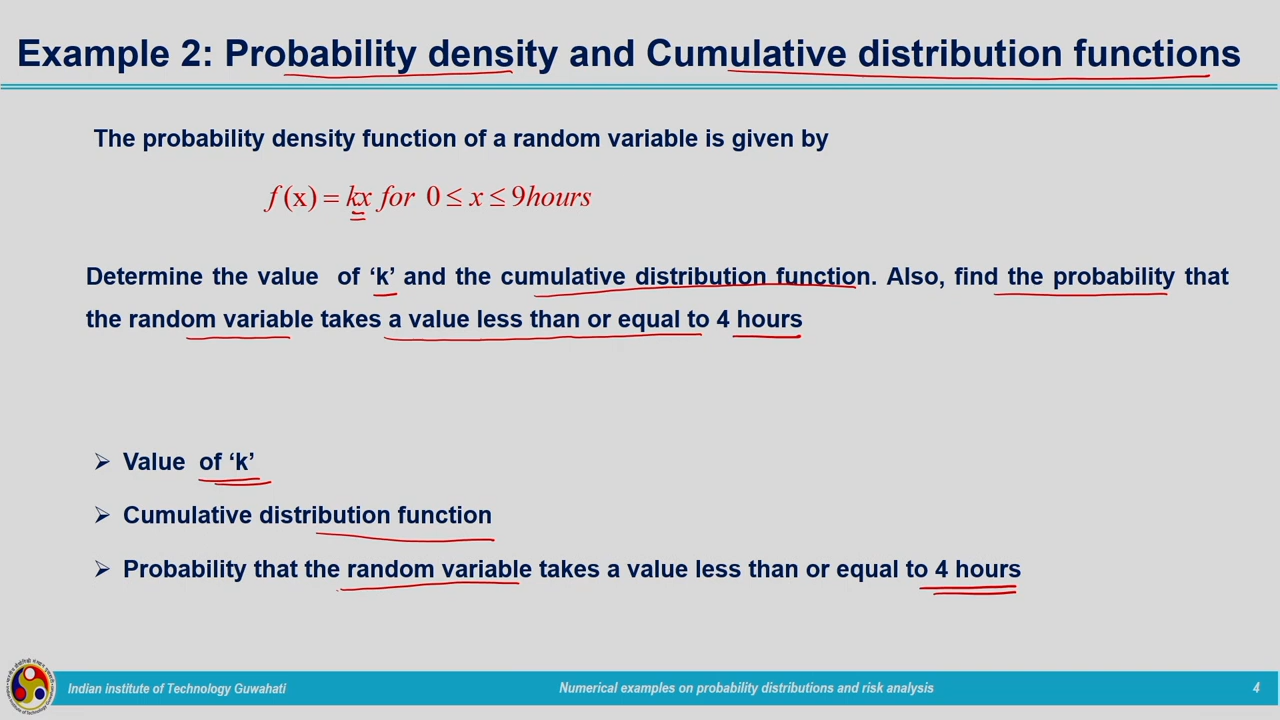 Example 2: Probability density and Cumulative distribution functions
The probability density function of a random variable is given by
f (x) = kx for 0 ≤ x ≤ 9hours
Determine the value of ‘k’ and the cumulative distribution function. Also, find the probability that
the random variable takes a value less than or equal to 4 hours
➢ Value of ‘k’
➢ Cumulative distribution function
➢ Probability that the random variable takes a value less than or equal to 4 hours
Indian institute of Technology Guwahati
Numerical examples on probability distributions and risk analysis
4